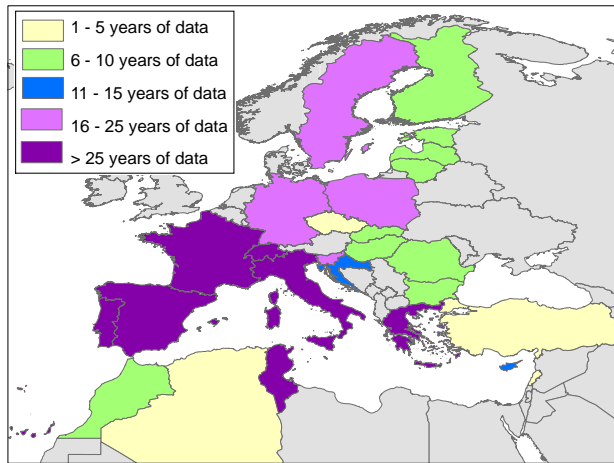 1 - 5 years of data
6 - 10 years of data
11 - 15 years of data
16 - 25 years of data
> 25 years of data